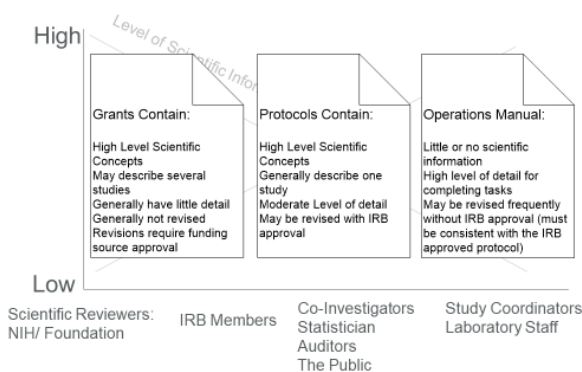 High
Level of Scientific
Grants Contain:
High Level Scientific
Concepts
May describe several
studies
Generally have little detail
Generally not revised
Revisions require funding
source approval
Protocols Contain:
High Level Scientific
Concepts
Generally describe one
study
Moderate Level of detail
May be revised with IRB
approval
Operations Manual:
Little or no scientific
information
High level of detail for
completing tasks
May be revised frequently
without IRB approval (must
be consistent with the IRB
approved protocol)
Low
Scientific Reviewers:
NIH/ Foundation
IRB Members
Co-Investigators
Statistician
Auditors
The Public
Study Coordinators
Laboratory Staff